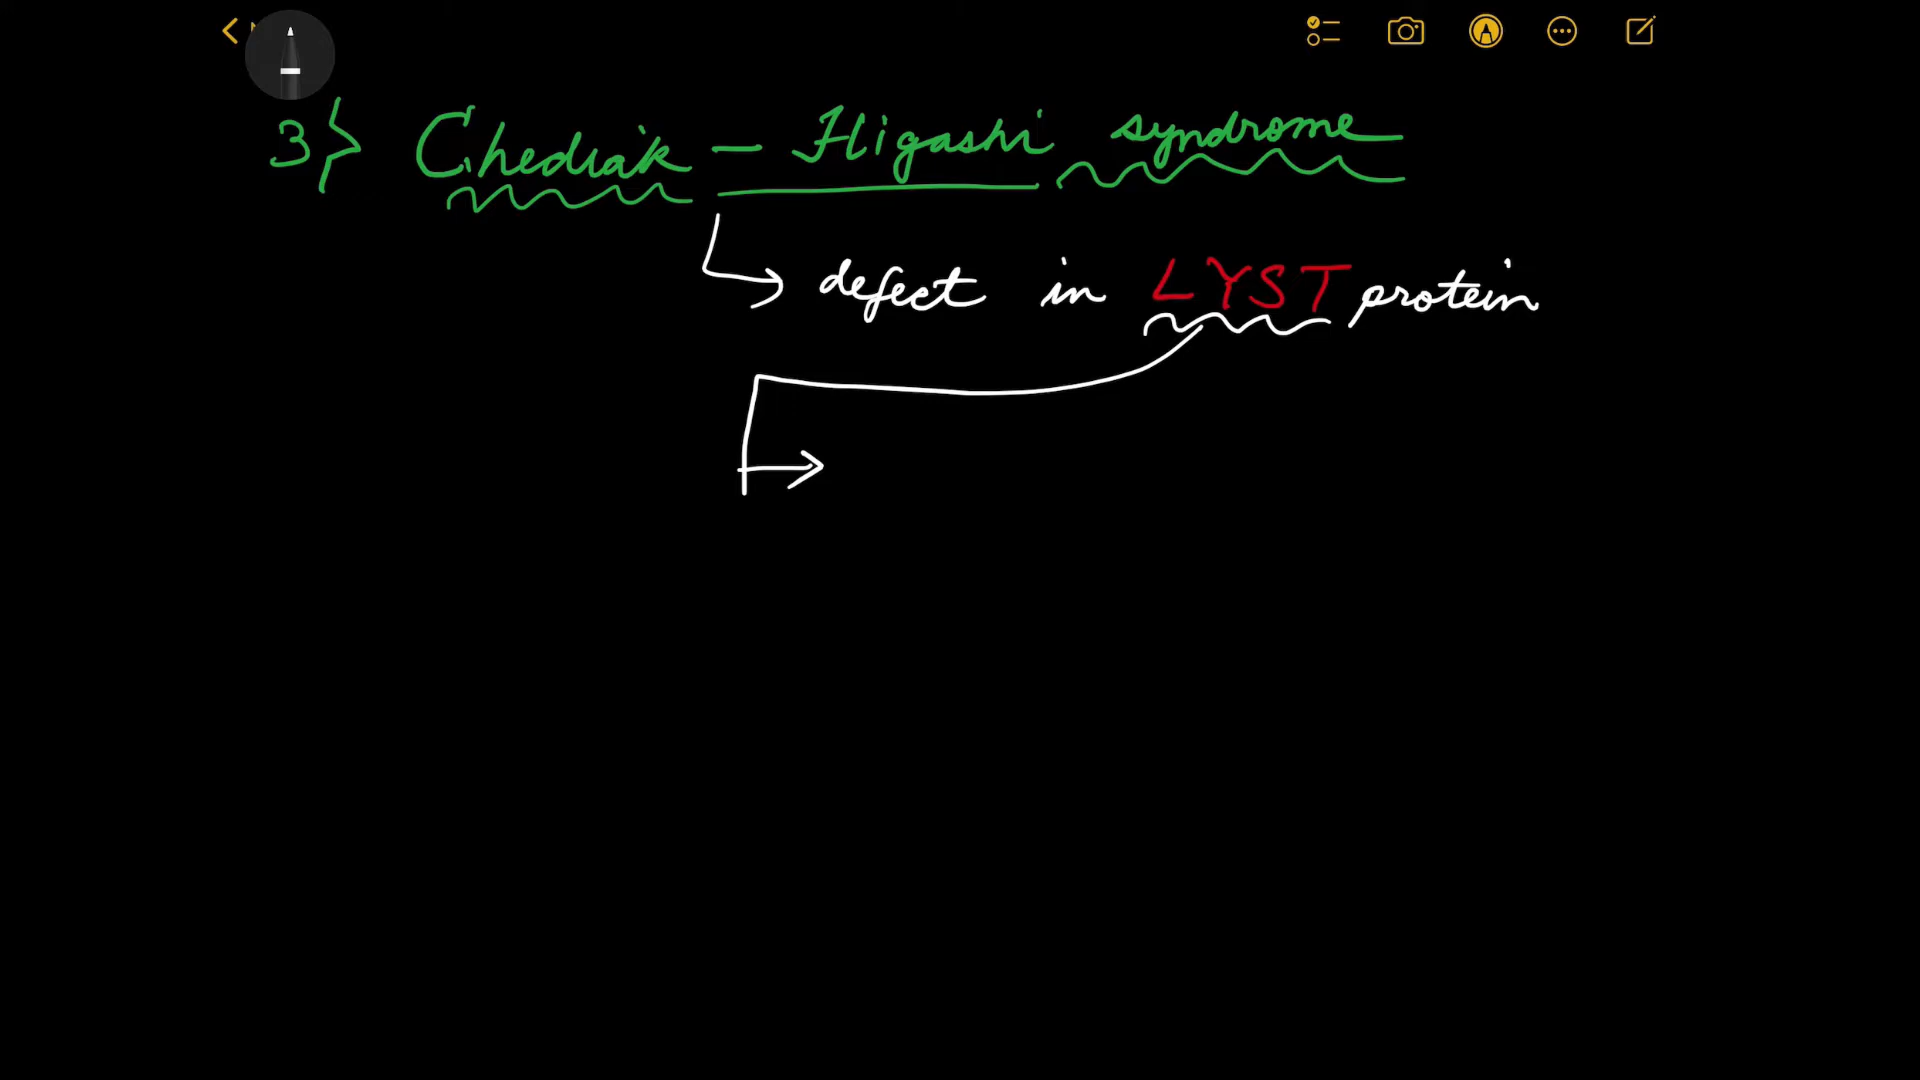 3} Chediak - Higashi syndrome
defect in LYST protein